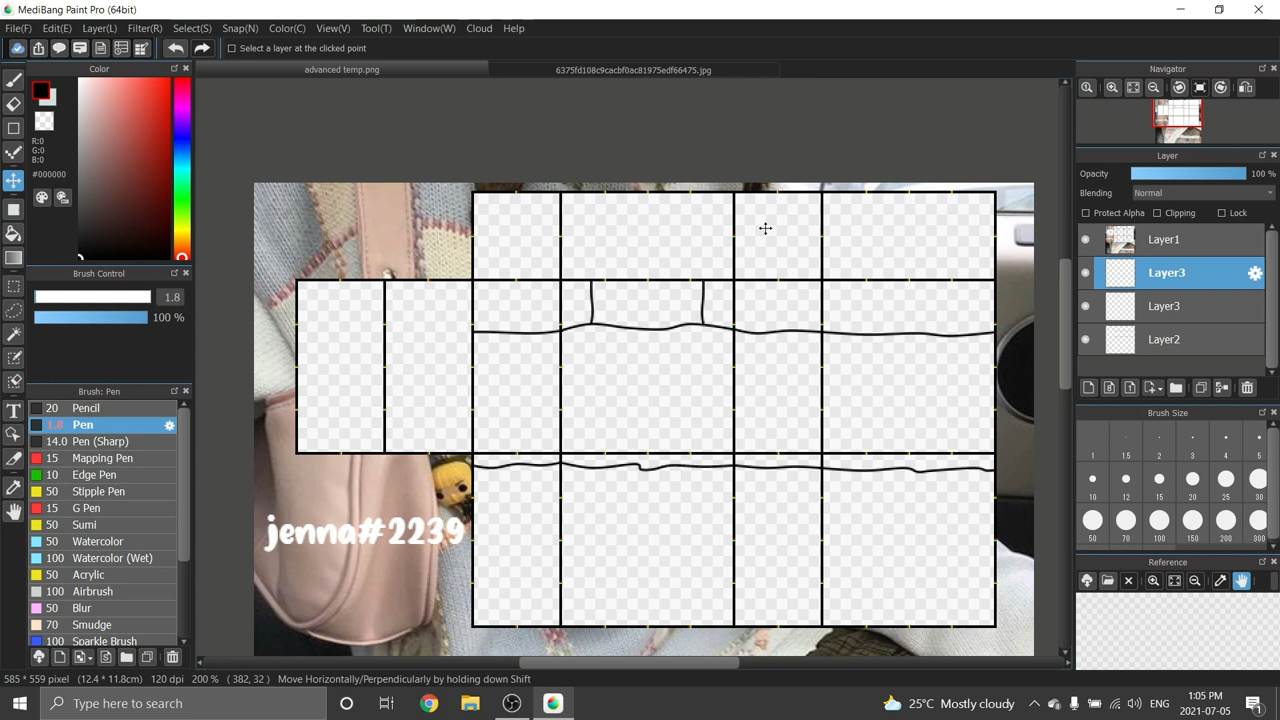 MediBang Paint Pro (64bit)
File(F) Edit(E) Layer(L) Filter(R) Select(S) Snap(N) Color(C) View(V) Tool(T) Window(W) Cloud Help
Select a layer at the clicked point
Color
advanced temp.png
6375fd108c9cacbf0ac81975edf66475.jpg
Navigator
R:0
G:0
B:0
#000000
Layer
Opacity 100 %
Blending Normal
Protect Alpha Clipping Lock
Layer1
Layer3
Layer3
Layer2
Brush Control
1.8
100 %
Brush: Pen
20 Pencil
1.8 Pen
14.0 Pen (Sharp)
15 Mapping Pen
10 Edge Pen
50 Stipple Pen
15 G Pen
50 Sumi
50 Watercolor
100 Watercolor (Wet)
50 Acrylic
100 Airbrush
50 Blur
70 Smudge
100 Sparkle Brush
jenna#2239
Brush Size
1 1.5 2 3 4 5
10 12 15 20 25 30
50 70 100 150 200 300
Reference
585 * 559 pixel (12.4 * 11.8cm) 120 dpi 200 % ( 382, 32 ) Move Horizontally/Perpendicularly by holding down Shift
Type here to search
25°C Mostly cloudy
ENG
1:05 PM
2021-07-05
1